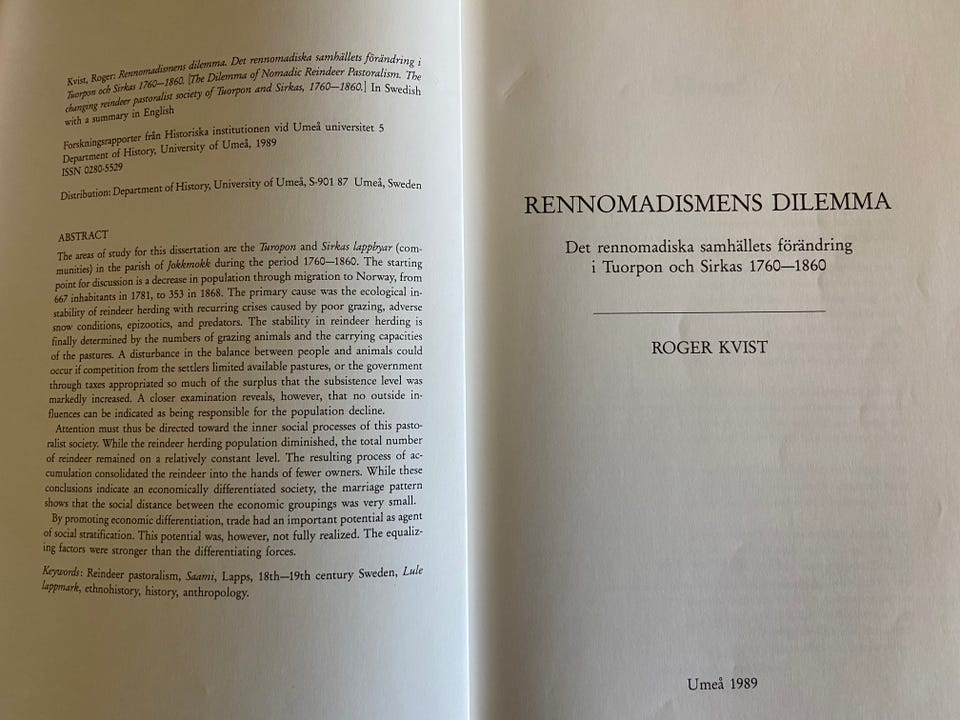 Kvist, Roger: Rennomadismens dilemma. Det rennomadiska samhällets förändring i
Tuorpon och Sirkas 1760—1860. [The Dilemma of Nomadic Reindeer Pastoralism. The
changing reindeer pastoralist society of Tuorpon and Sirkas, 1760—1860.] In Swedish
with a summary in English
Forskningsrapporter från Historiska institutionen vid Umeå universitet 5
Department of History, University of Umeå, 1989
ISSN 0280-5529
Distribution: Department of History, University of Umeå, S-901 87 Umeå, Sweden
ABSTRACT
The areas of study for this dissertation are the Turopon and Sirkas lappbyar (com-
munities) in the parish of Jokkmokk during the period 1760—1860. The starting
point for discussion is a decrease in population through migration to Norway, from
667 inhabitants in 1781, to 353 in 1868. The primary cause was the ecological in-
stability of reindeer herding with recurring crises caused by poor grazing, adverse
snow conditions, epizootics, and predators. The stability in reindeer herding is
finally determined by the numbers of grazing animals and the carrying capacities
of the pastures. A disturbance in the balance between people and animals could
occur if competition from the settlers limited available pastures, or the government
through taxes appropriated so much of the surplus that the subsistence level was
markedly increased. A closer examination reveals, however, that no outside in-
fluences can be indicated as being responsible for the population decline.
Attention must thus be directed toward the inner social processes of this pasto-
ralist society. While the reindeer herding population diminished, the total number
of reindeer remained on a relatively constant level. The resulting process of ac-
cumulation consolidated the reindeer into the hands of fewer owners. While these
conclusions indicate an economically differentiated society, the marriage pattern
shows that the social distance between the economic groupings was very small.
By promoting economic differentiation, trade had an important potential as agent
of social stratification. This potential was, however, not fully realized. The equaliz-
ing factors were stronger than the differentiating forces.
Keywords: Reindeer pastoralism, Saami, Lapps, 18th—19th century Sweden, Lule
lappmark, ethnohistory, history, anthropology.
RENNOMADISMENS DILEMMA
Det rennomadiska samhällets förändring
i Tuorpon och Sirkas 1760—1860
ROGER KVIST
Umeå 1989